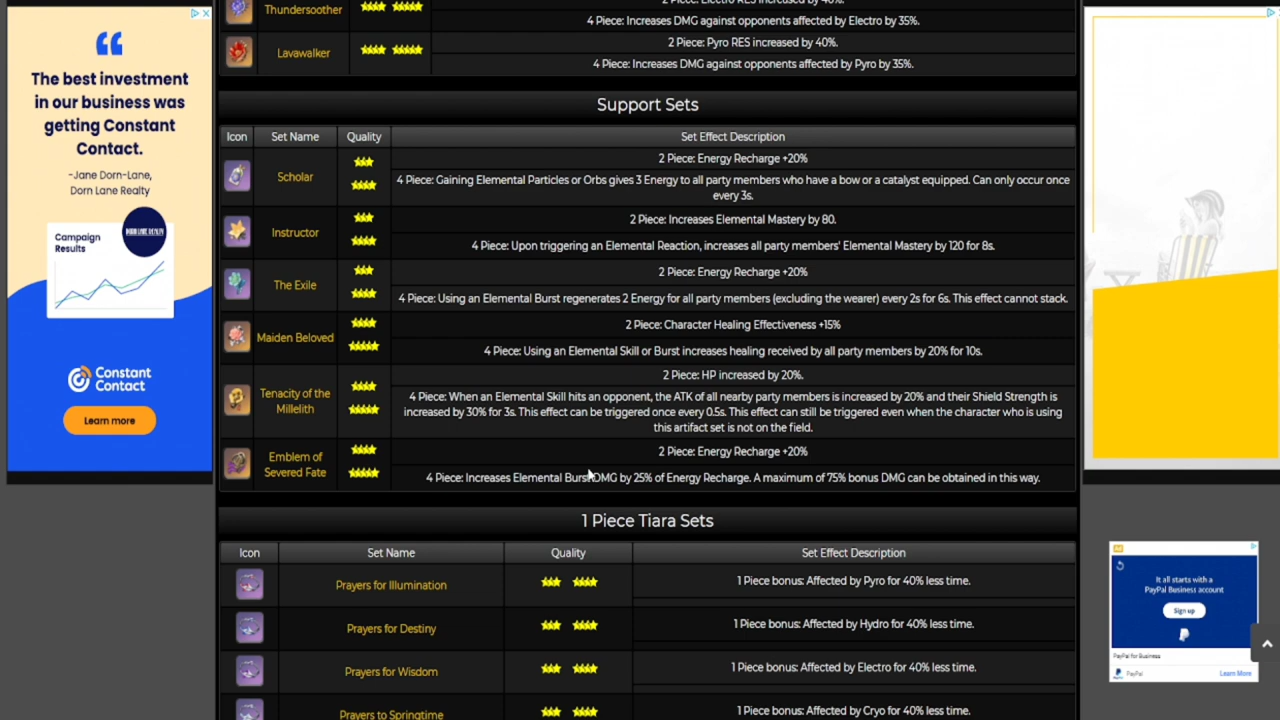 2 Piece: Electro RES increased by 40%.
Thundersoother
4 Piece: Increases DMG against opponents affected by Electro by 35%.
2 Piece: Pyro RES increased by 40%.
Lavawalker
4 Piece: Increases DMG against opponents affected by Pyro by 35%.
Support Sets
Icon Set Name Quality Set Effect Description
2 Piece: Energy Recharge +20%
Scholar
4 Piece: Gaining Elemental Particles or Orbs gives 3 Energy to all party members who have a bow or a catalyst equipped. Can only occur once
every 3s.
2 Piece: Increases Elemental Mastery by 80.
Instructor
4 Piece: Upon triggering an Elemental Reaction, increases all party members' Elemental Mastery by 120 for 8s.
2 Piece: Energy Recharge +20%
The Exile
4 Piece: Using an Elemental Burst regenerates 2 Energy for all party members (excluding the wearer) every 2s for 6s. This effect cannot stack.
2 Piece: Character Healing Effectiveness +15%
Maiden Beloved
4 Piece: Using an Elemental Skill or Burst increases healing received by all party members by 20% for 10s.
2 Piece: HP increased by 20%.
Tenacity of the
Millelith
4 Piece: When an Elemental Skill hits an opponent, the ATK of all nearby party members is increased by 20% and their Shield Strength is
increased by 30% for 3s. This effect can be triggered once every 0.5s. This effect can still be triggered even when the character who is using
this artifact set is not on the field.
2 Piece: Energy Recharge +20%
Emblem of
Severed Fate
4 Piece: Increases Elemental Burst DMG by 25% of Energy Recharge. A maximum of 75% bonus DMG can be obtained in this way.
1 Piece Tiara Sets
Icon Set Name Quality Set Effect Description
Prayers for Illumination 1 Piece bonus: Affected by Pyro for 40% less time.
Prayers for Destiny 1 Piece bonus: Affected by Hydro for 40% less time.
Prayers for Wisdom 1 Piece bonus: Affected by Electro for 40% less time.
Prayers to Springtime 1 Piece bonus: Affected by Cryo for 40% less time.
The best investment
in our business was
getting Constant
Contact.
-Jane Dorn-Lane,
Dorn Lane Realty
DORN LANE REALTY
Campaign
Results
Constant
Contact
Learn more
Ad
It all starts with a
PayPal Business account
Sign up
PayPal for Business
PayPal
Learn More